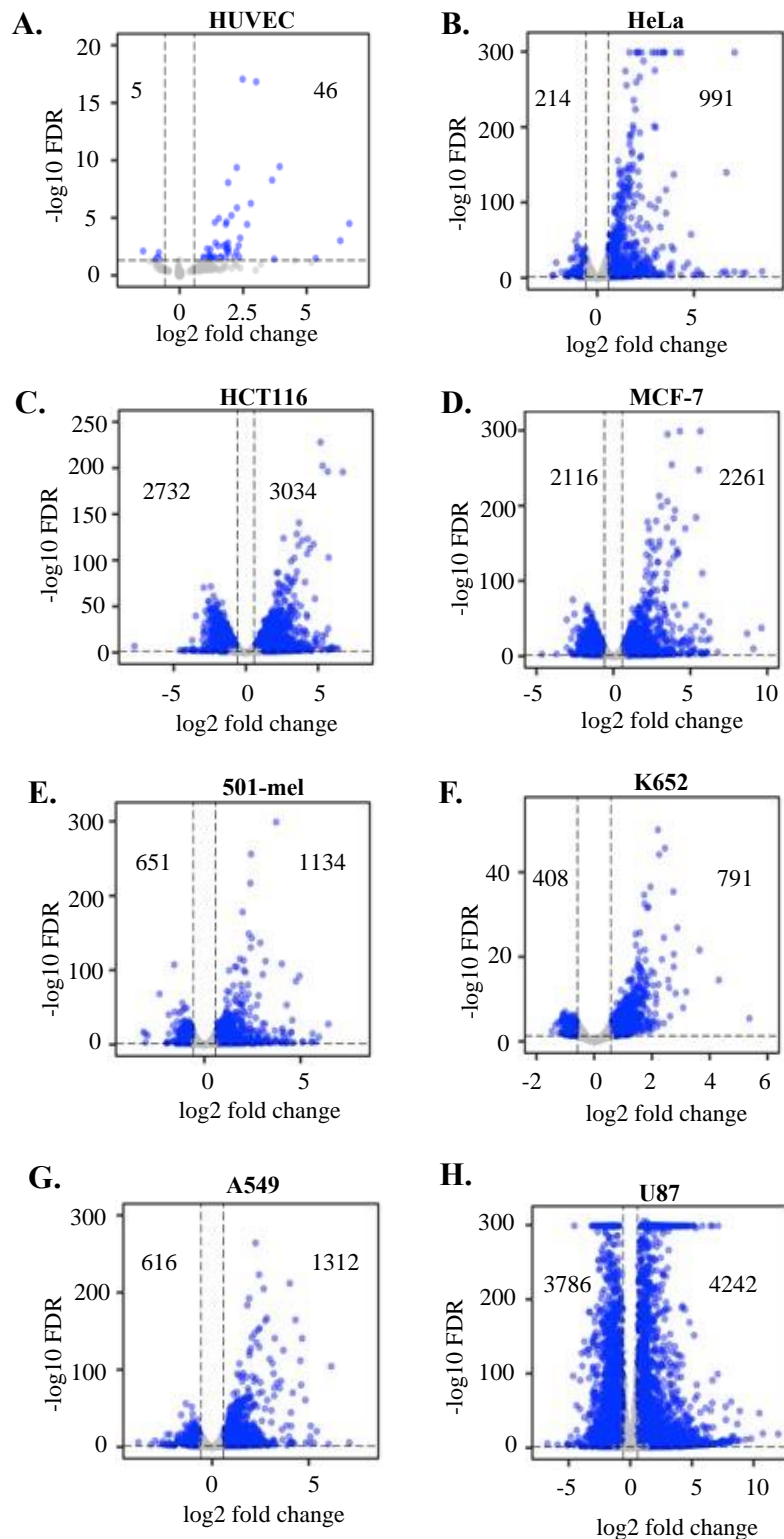 A.
HUVEC
20
15
10
5
0
-log10 FDR
5
46
0
2.5
5
log2 fold change
B.
HeLa
300
200
100
0
-log10 FDR
214
991
0
5
log2 fold change
C.
HCT116
250
200
150
100
50
0
-log10 FDR
2732
3034
-5
0
5
log2 fold change
D.
MCF-7
300
200
100
0
-log10 FDR
2116
2261
-5
0
5
10
log2 fold change
E.
501-mel
300
200
100
0
-log10 FDR
651
1134
0
5
log2 fold change
F.
K652
40
20
0
-log10 FDR
408
791
-2
0
2
4
6
log2 fold change
G.
A549
300
200
100
0
-log10 FDR
616
1312
0
5
log2 fold change
H.
U87
300
200
100
0
-log10 FDR
3786
4242
-5
0
5
10
log2 fold change